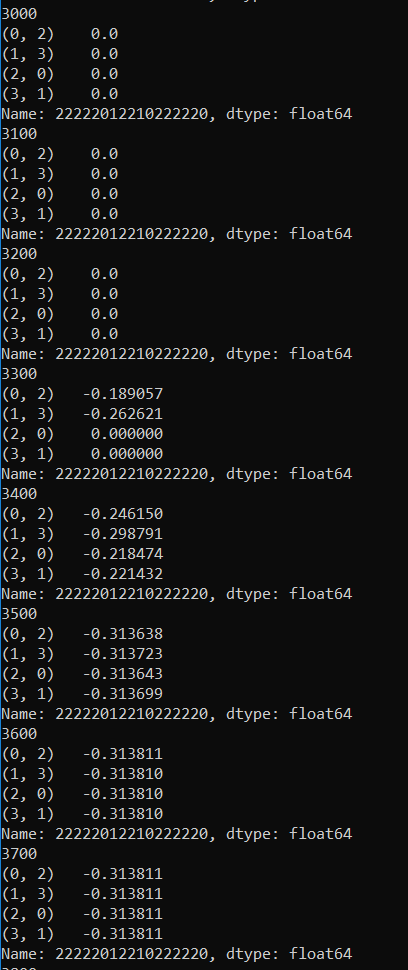 3000
(0, 2)    0.0
(1, 3)    0.0
(2, 0)    0.0
(3, 1)    0.0
Name: 22222012210222220, dtype: float64
3100
(0, 2)    0.0
(1, 3)    0.0
(2, 0)    0.0
(3, 1)    0.0
Name: 22222012210222220, dtype: float64
3200
(0, 2)    0.0
(1, 3)    0.0
(2, 0)    0.0
(3, 1)    0.0
Name: 22222012210222220, dtype: float64
3300
(0, 2)   -0.189057
(1, 3)   -0.262621
(2, 0)    0.000000
(3, 1)    0.000000
Name: 22222012210222220, dtype: float64
3400
(0, 2)   -0.246150
(1, 3)   -0.298791
(2, 0)   -0.218474
(3, 1)   -0.221432
Name: 22222012210222220, dtype: float64
3500
(0, 2)   -0.313638
(1, 3)   -0.313723
(2, 0)   -0.313643
(3, 1)   -0.313699
Name: 22222012210222220, dtype: float64
3600
(0, 2)   -0.313811
(1, 3)   -0.313810
(2, 0)   -0.313810
(3, 1)   -0.313810
Name: 22222012210222220, dtype: float64
3700
(0, 2)   -0.313811
(1, 3)   -0.313811
(2, 0)   -0.313811
(3, 1)   -0.313811
Name: 22222012210222220, dtype: float64